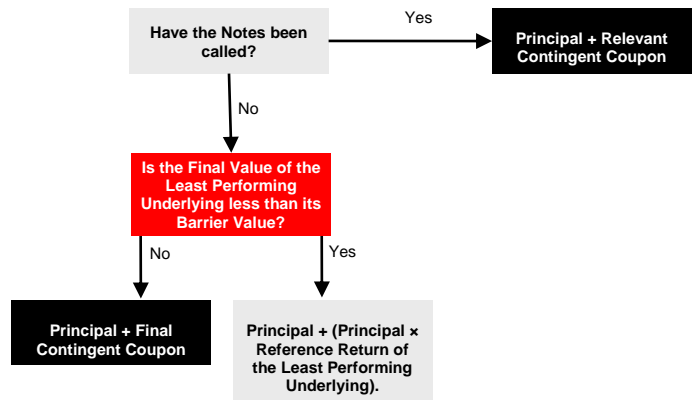 Have the Notes been
called?
Yes
Principal + Relevant
Contingent Coupon
No
Is the Final Value of the
Least Performing
Underlying less than its
Barrier Value?
No
Yes
Principal + Final
Contingent Coupon
Principal + (Principal ×
Reference Return of
the Least Performing
Underlying).